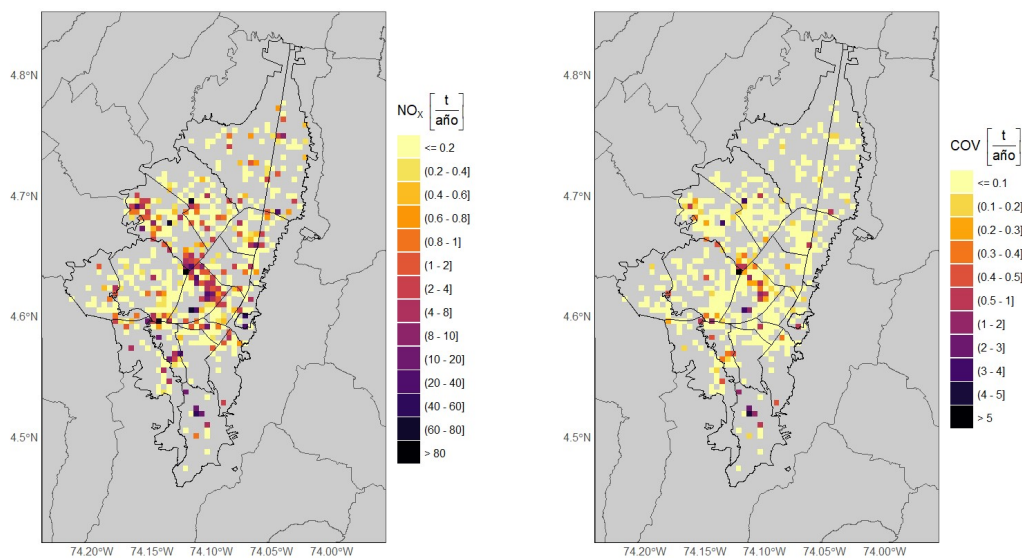 4.8°N
4.7°N
4.6°N
4.5°N
74.20°W 74.15°W 74.10°W 74.05°W 74.00°W
NOX [t/año]
<= 0.2
(0.2 - 0.4]
(0.4 - 0.6]
(0.6 - 0.8]
(0.8 - 1]
(1 - 2]
(2 - 4]
(4 - 8]
(8 - 10]
(10 - 20]
(20 - 40]
(40 - 60]
(60 - 80]
> 80
4.8°N
4.7°N
4.6°N
4.5°N
74.20°W 74.15°W 74.10°W 74.05°W 74.00°W
COV [t/año]
<= 0.1
(0.1 - 0.2]
(0.2 - 0.3]
(0.3 - 0.4]
(0.4 - 0.5]
(0.5 - 1]
(1 - 2]
(2 - 3]
(3 - 4]
(4 - 5]
> 5